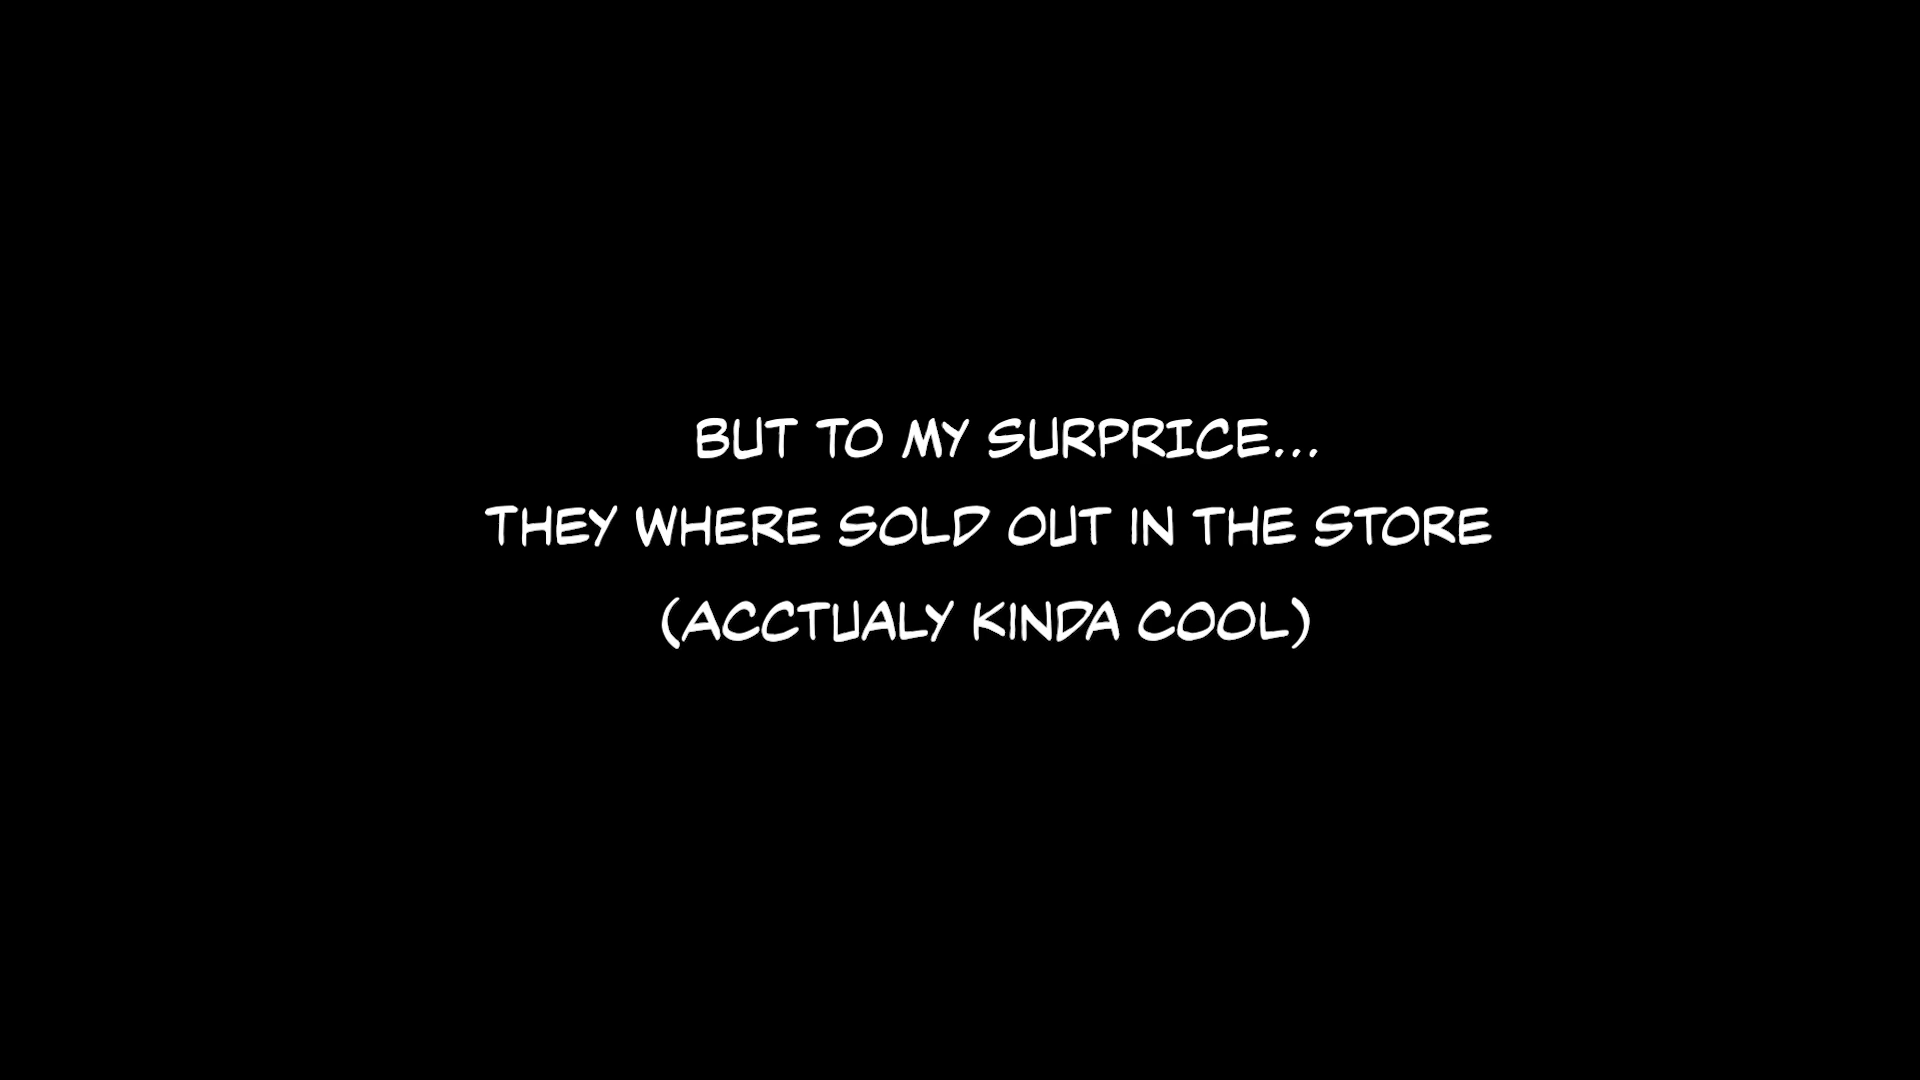 BUT TO MY SURPRICE...
THEY WHERE SOLD OUT IN THE STORE
(ACCTUALY KINDA COOL)